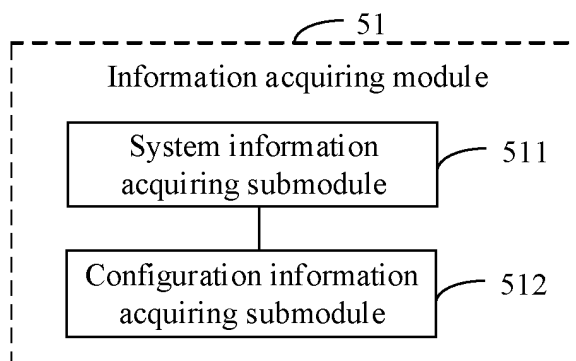 51
Information acquiring module
System information
acquiring submodule
511
Configuration information
acquiring submodule
512